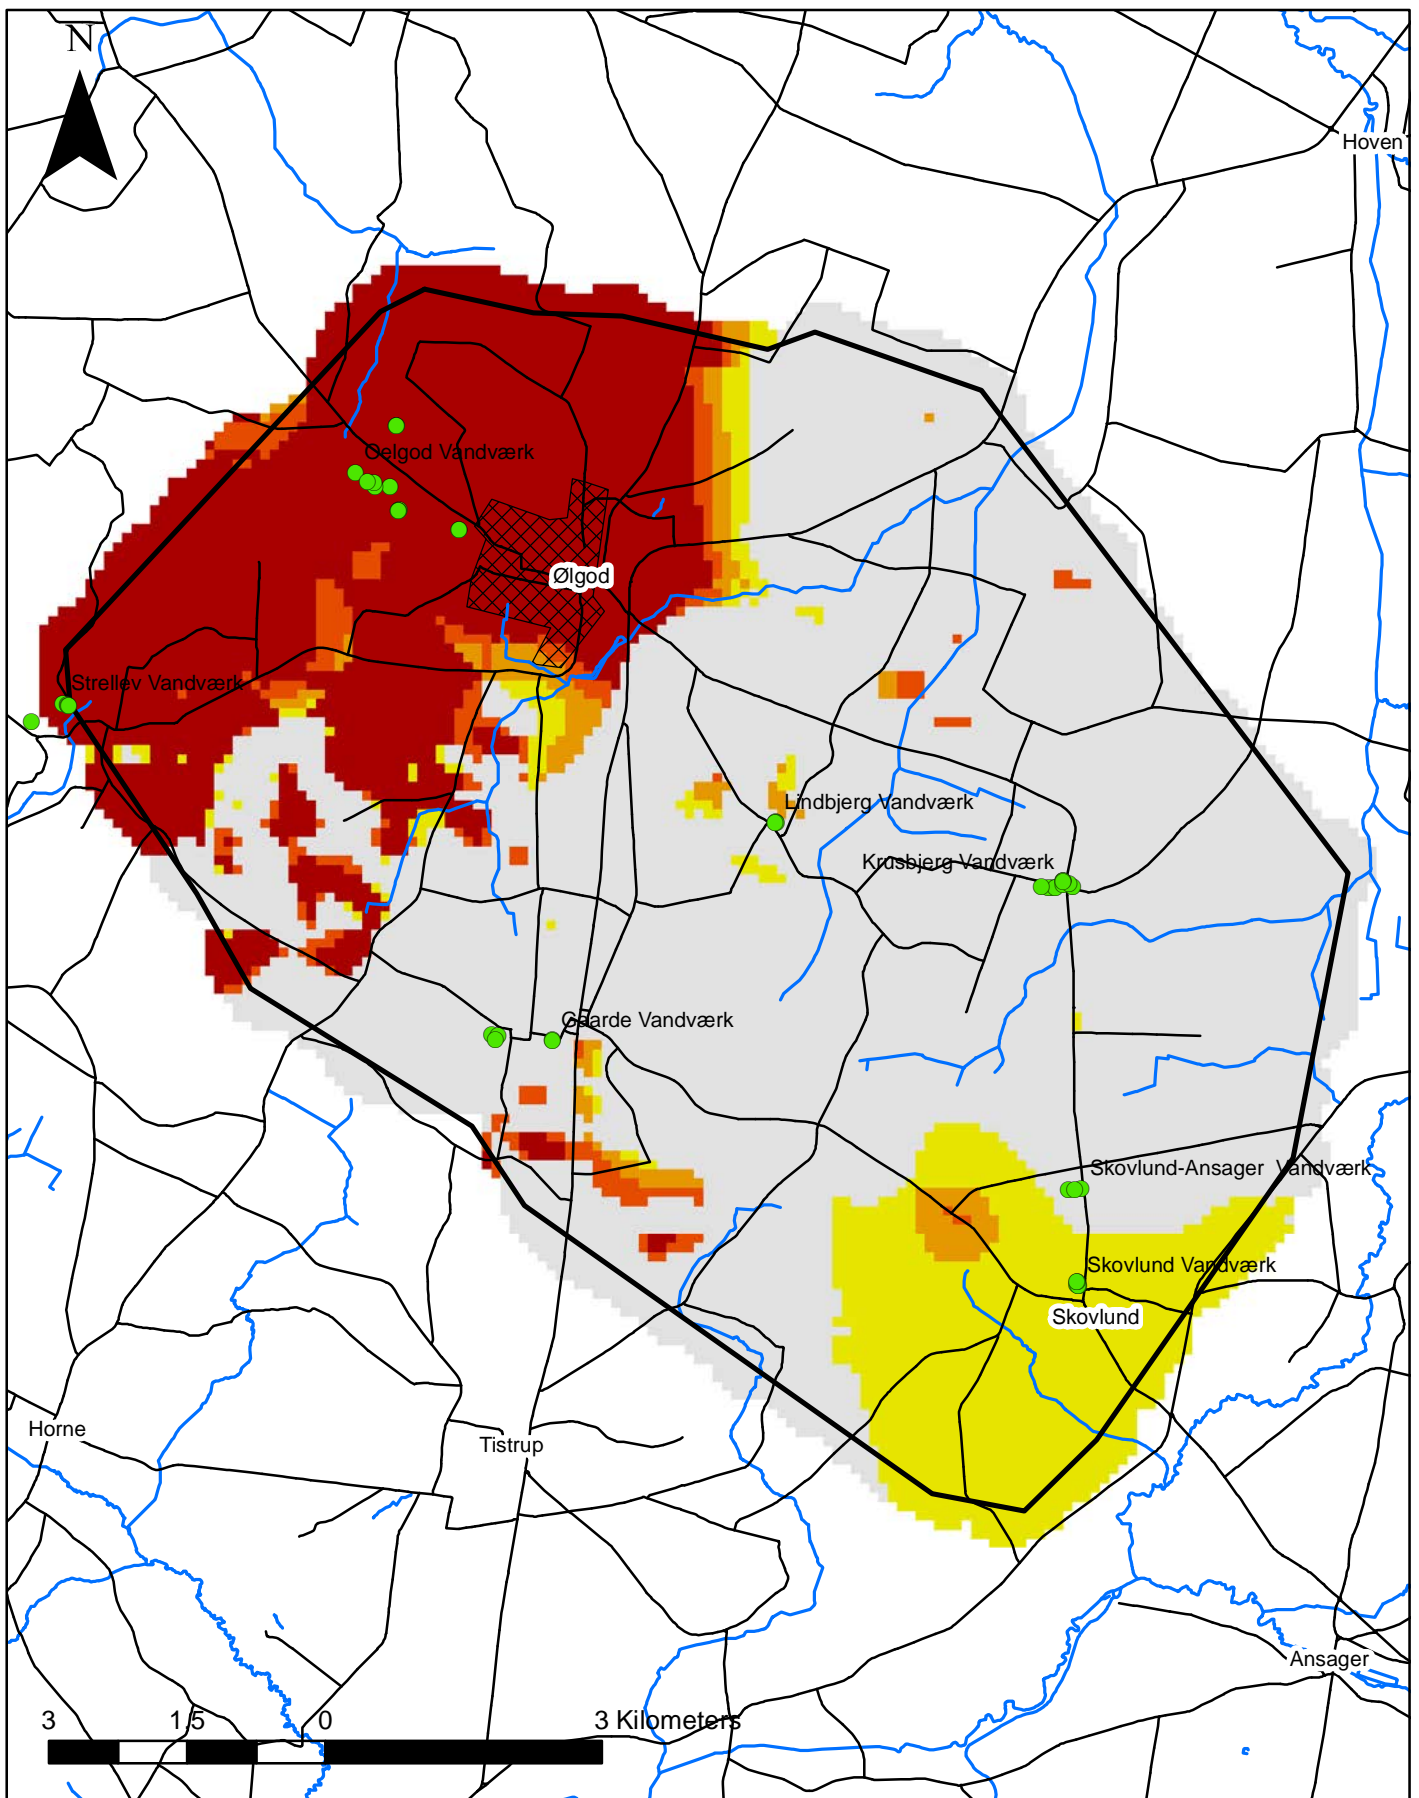 N
Hoven
Oelgod Vandværk
Ølgod
Strellev Vandværk
Lindbjerg Vandværk
Krusbjerg Vandværk
Gaarde Vandværk
Skovlund-Ansager Vandværk
Skovlund Vandværk
Skovlund
Horne
Tistrup
Ansager
3 1,5 0 3 Kilometers